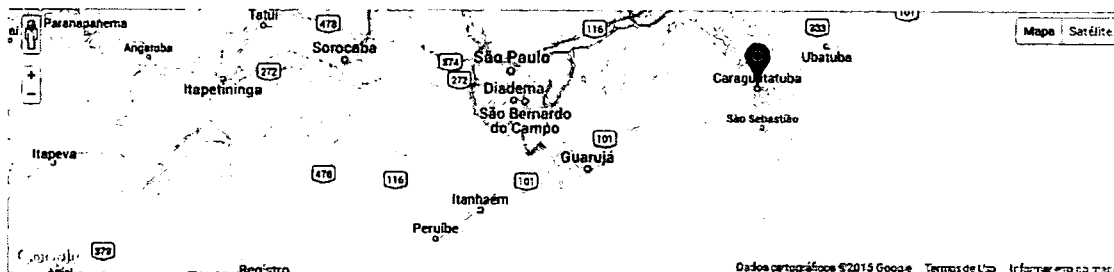 Tatuí
478
101
Paranapanema
116
233
Mapa Satélite
Angatuba
Sorocaba
374
São Paulo
Ubatuba
272
272
Caraguatatuba
+
Itapetininga
Diadema
−
São Bernardo
do Campo
São Sebastião
101
Itapeva
Guarujá
478
116
101
Itanhaém
Peruíbe
373
Registro
Dados cartográficos ©2015 Google Termos de Uso